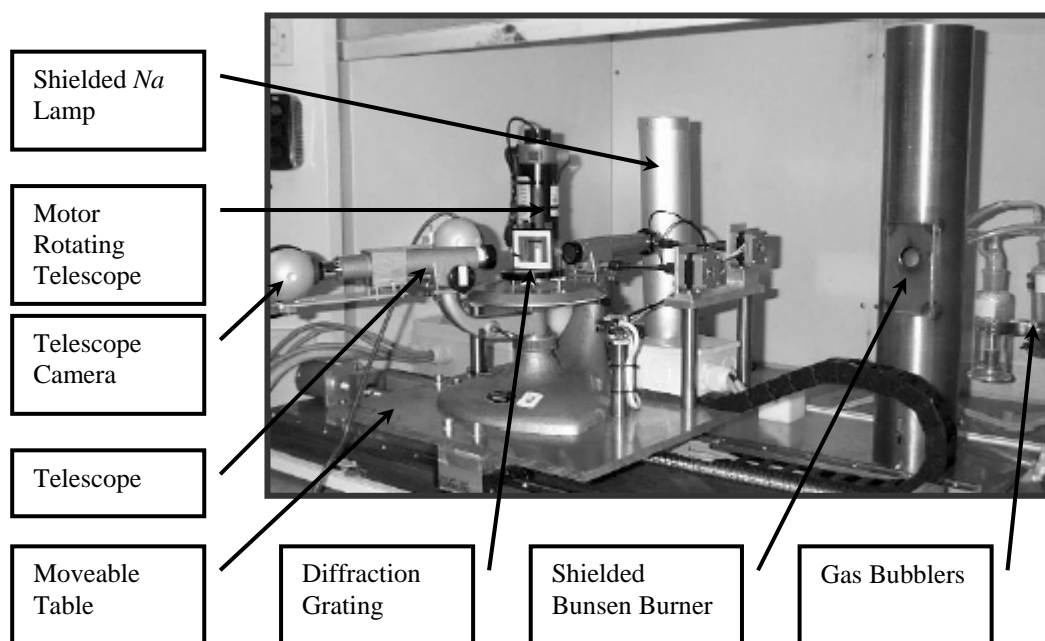 Shielded Na
Lamp
Motor
Rotating
Telescope
Telescope
Camera
Telescope
Moveable
Table
Diffraction
Grating
Shielded
Bunsen Burner
Gas Bubblers